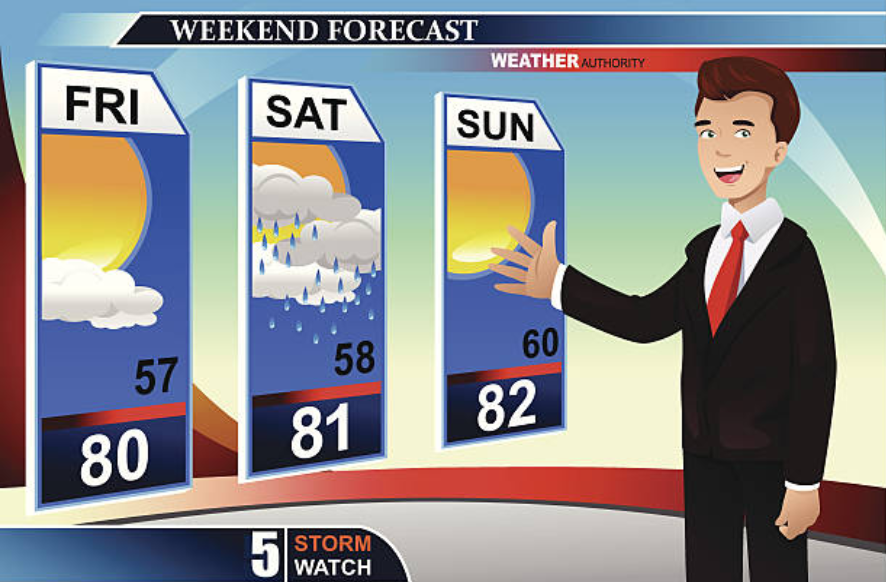 WEEKEND FORECAST
WEATHER AUTHORITY
FRI
57
80
SAT
58
81
SUN
60
82
5 STORM
WATCH